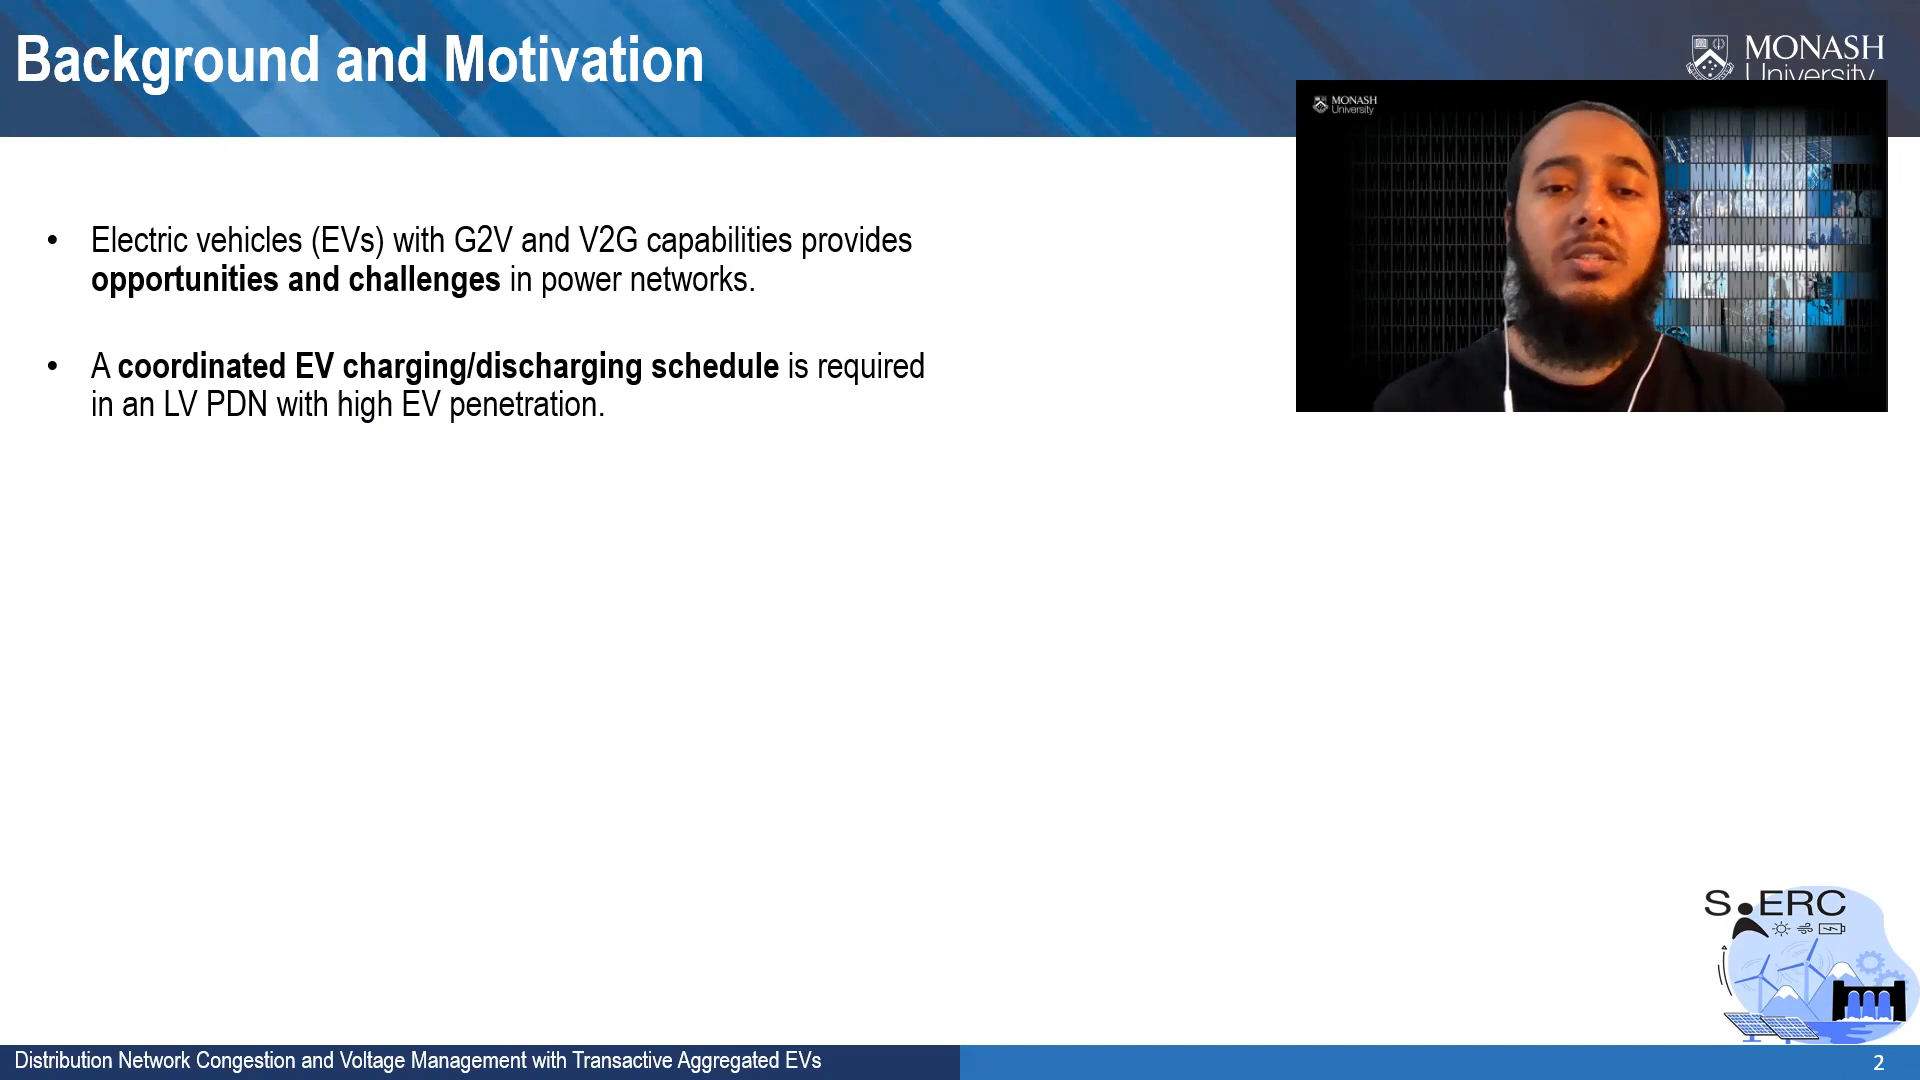 Background and Motivation
MONASH
University
MONASH
University
• Electric vehicles (EVs) with G2V and V2G capabilities provides
opportunities and challenges in power networks.
• A coordinated EV charging/discharging schedule is required
in an LV PDN with high EV penetration.
S ERC
Distribution Network Congestion and Voltage Management with Transactive Aggregated EVs
2